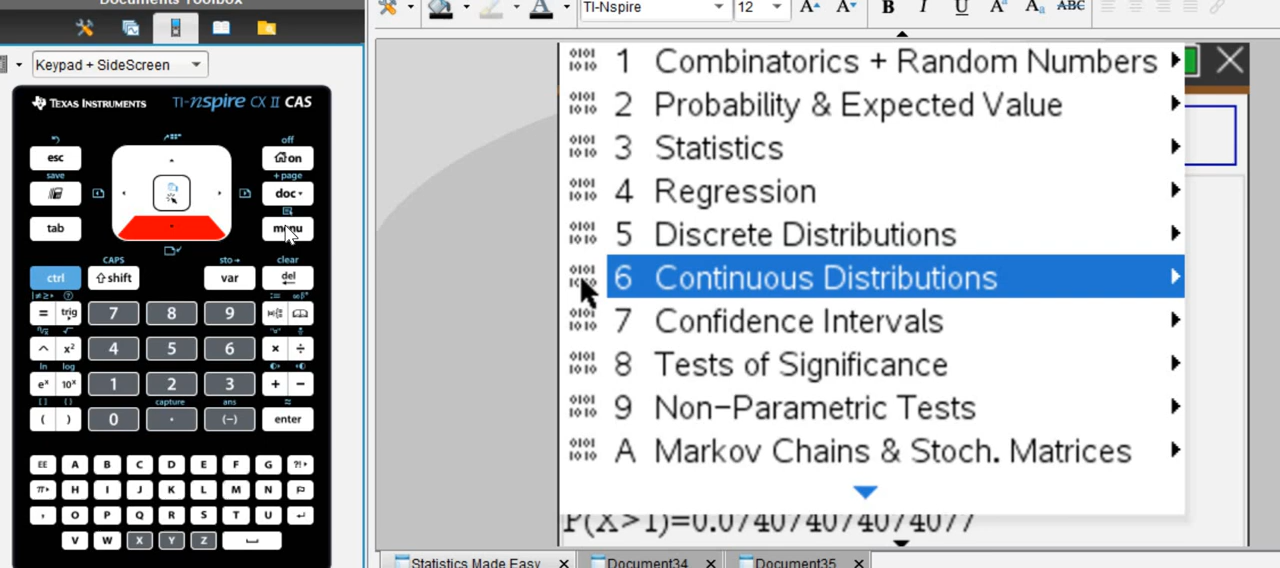 Documents Toolbox
TI-Nspire 12 B I U A A ABC
Keypad + SideScreen
TEXAS INSTRUMENTS TI-nspire CX II CAS
off
esc on
save + page
doc
tab menu
CAPS sto→ clear
ctrl shift var del
= trig 7 8 9
^ x² 4 5 6 × ÷
ln log
eˣ 10ˣ 1 2 3 + −
capture ans
( ) 0 . (−) enter
EE A B C D E F G ?!
π H I J K L M N
, O P Q R S T U
V W X Y Z
1 Combinatorics + Random Numbers
2 Probability & Expected Value
3 Statistics
4 Regression
5 Discrete Distributions
6 Continuous Distributions
7 Confidence Intervals
8 Tests of Significance
9 Non-Parametric Tests
A Markov Chains & Stoch. Matrices
P(X>1)=0.074074074074077
Statistics Made Easy Document34 Document35